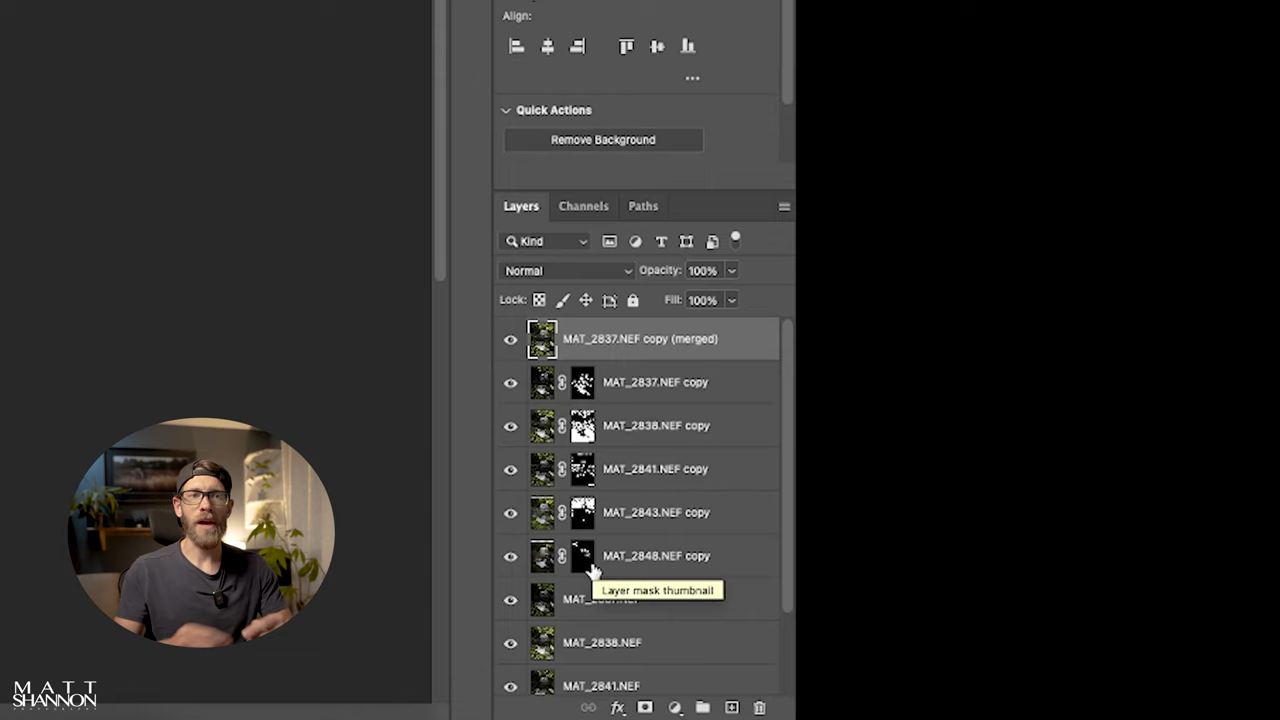 Align:
Quick Actions
Remove Background
Layers Channels Paths
Kind
Normal Opacity: 100%
Lock: Fill: 100%
MAT_2837.NEF copy (merged)
MAT_2837.NEF copy
MAT_2838.NEF copy
MAT_2841.NEF copy
MAT_2843.NEF copy
MAT_2848.NEF copy
Layer mask thumbnail
MAT_2838.NEF
MAT_2841.NEF
MATT
SHANNON